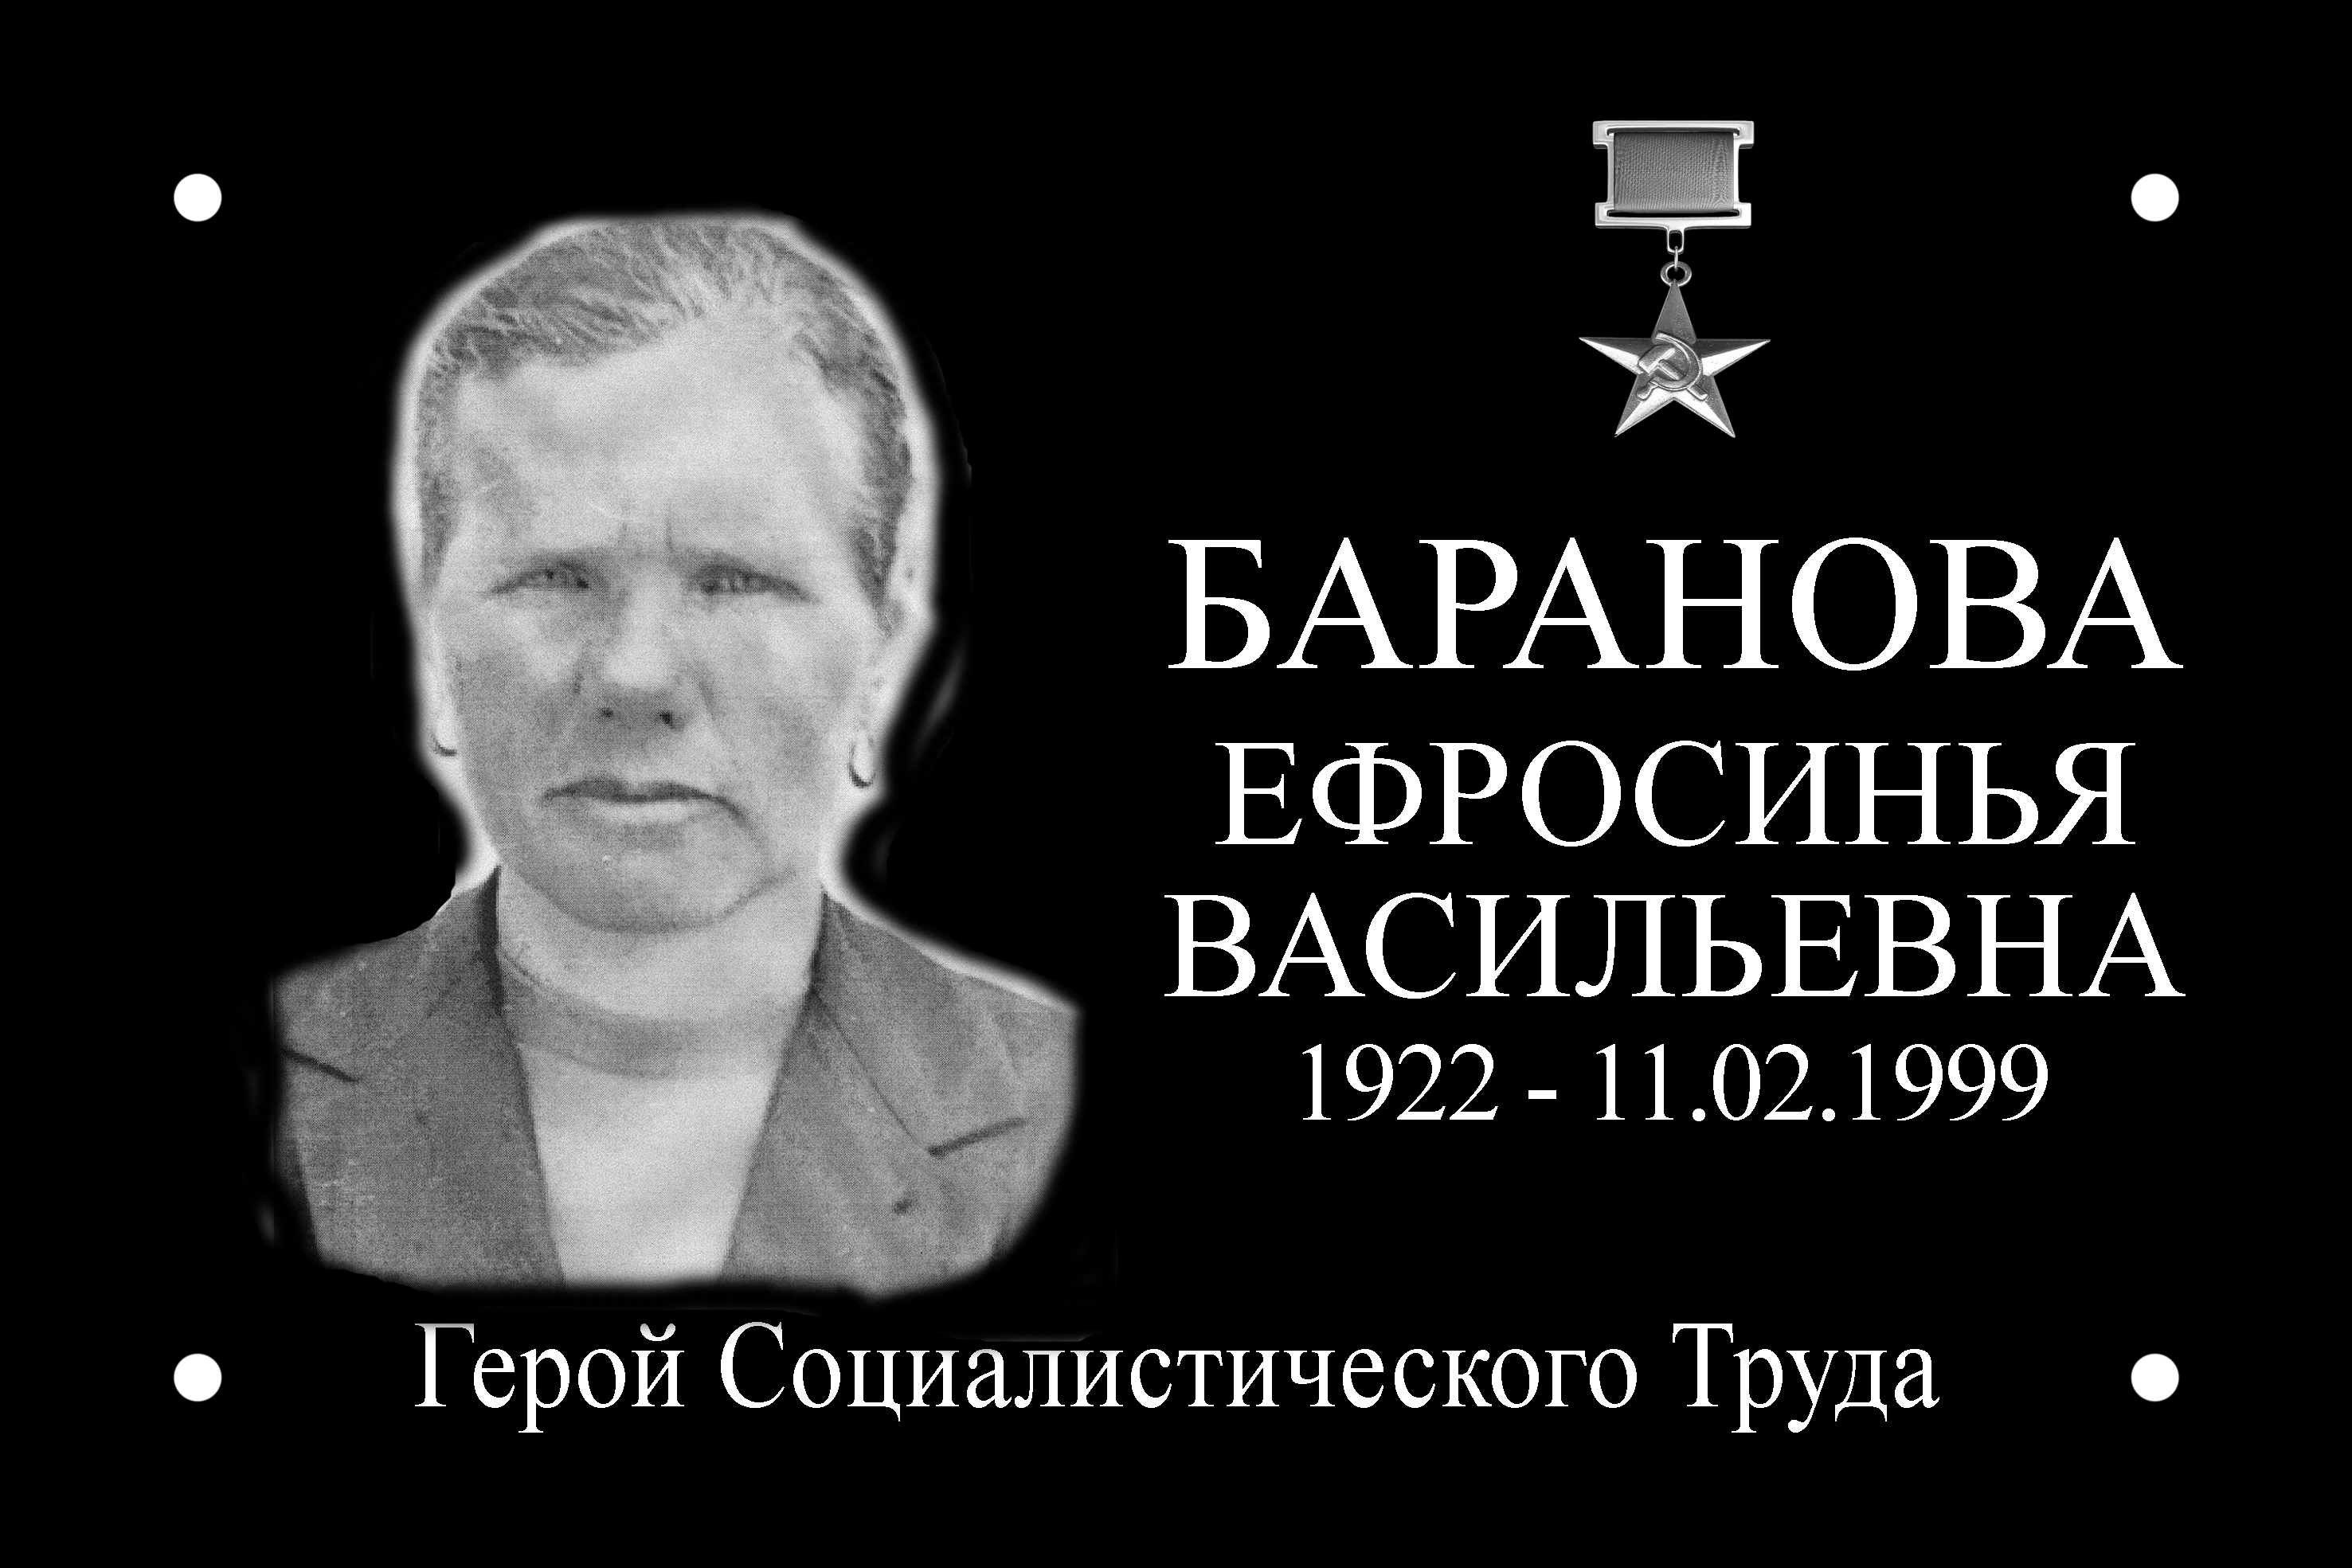 БАРАНОВА
ЕФРОСИНЬЯ
ВАСИЛЬЕВНА
1922 - 11.02.1999
Герой Социалистического Труда